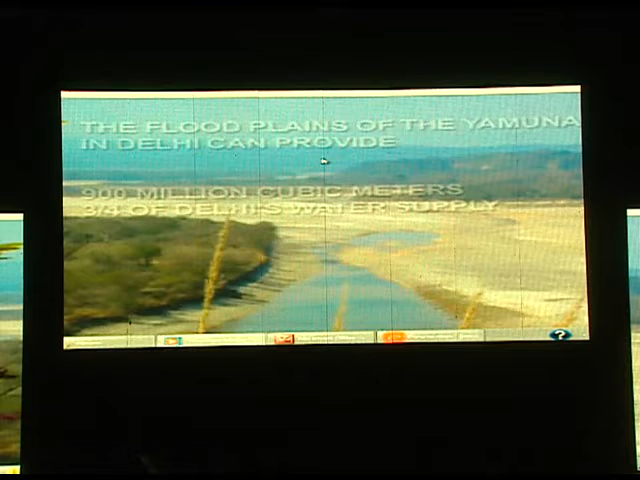 THE FLOOD PLAINS OF THE YAMUNA
IN DELHI CAN PROVIDE
900 MILLION CUBIC METERS
3/4 OF DELHI'S WATER SUPPLY
?